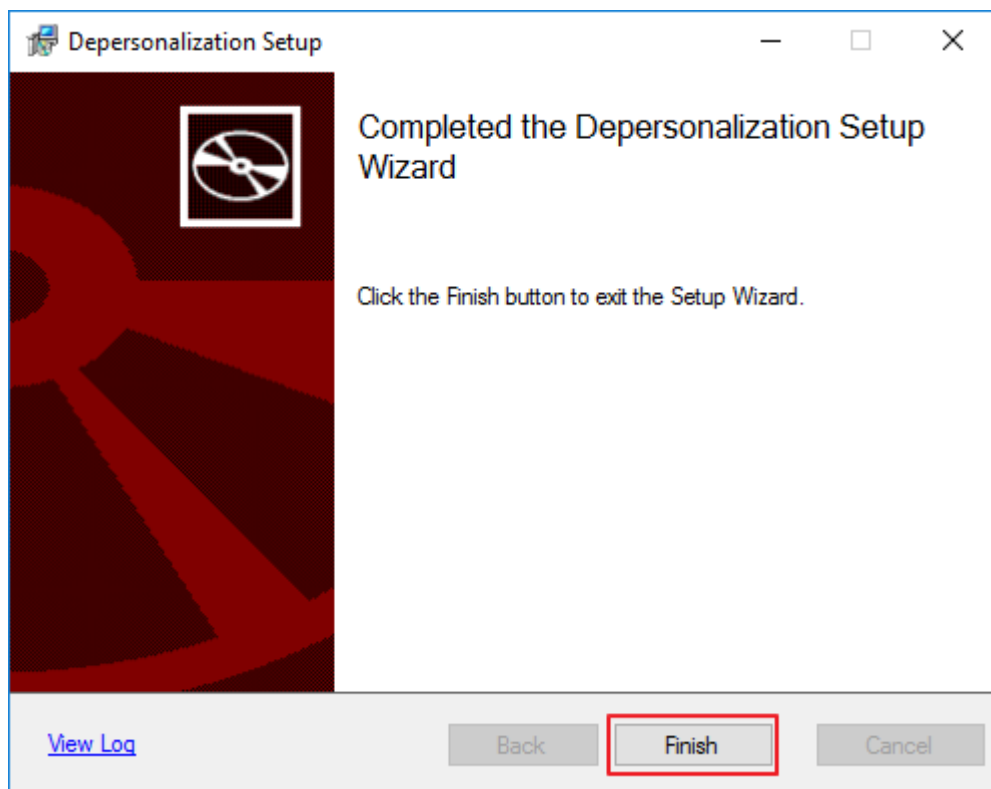 Depersonalization Setup
Completed the Depersonalization Setup
Wizard
Click the Finish button to exit the Setup Wizard.
View Log
Back
Finish
Cancel